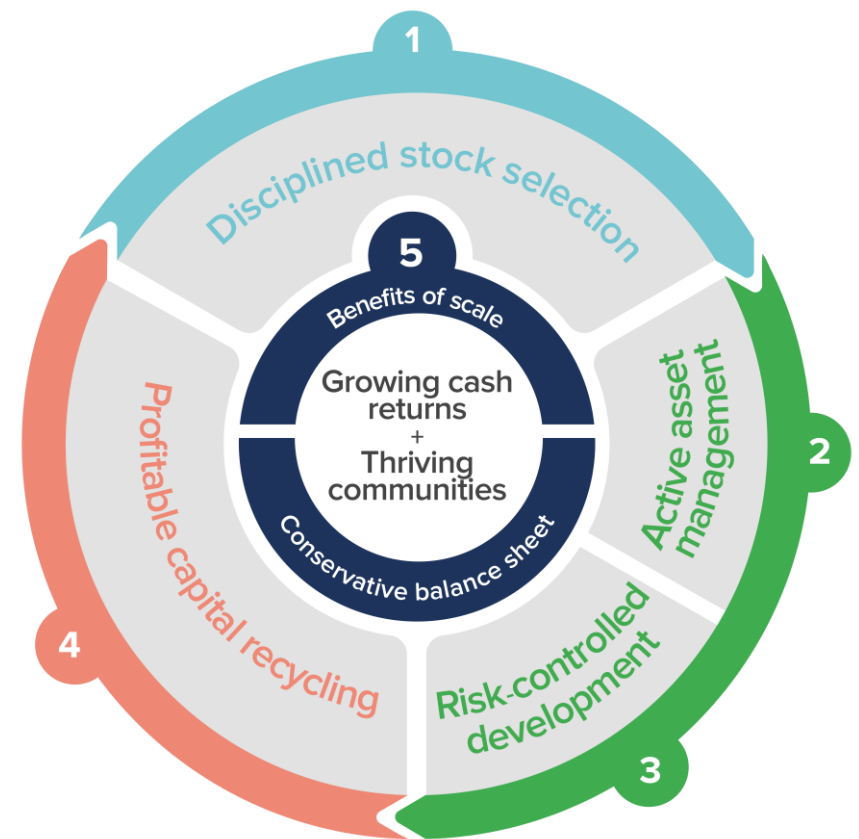 1
Disciplined stock selection
5
Benefits of scale
Growing cash
returns
+
Thriving
communities
Conservative balance sheet
Active asset
management
2
Risk-controlled
development
3
Profitable capital recycling
4